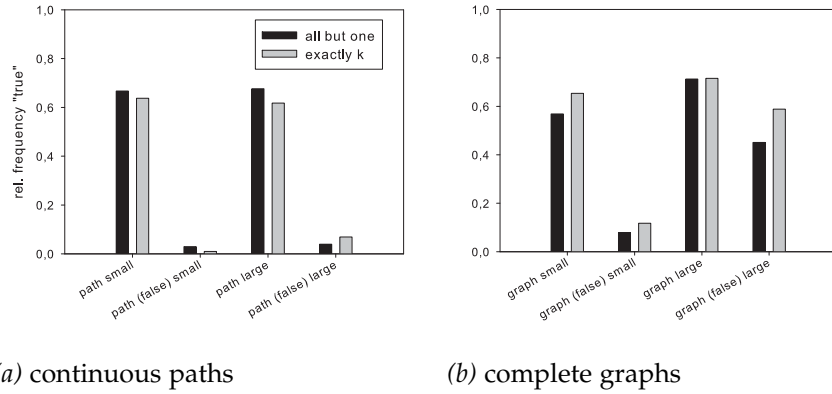 1,0
0,8
0,6
0,4
0,2
0,0
rel. frequency "true"
all but one
exactly k
path small
path (false) small
path large
path (false) large
1,0
0,8
0,6
0,4
0,2
0,0
graph small
graph (false) small
graph large
graph (false) large
(a) continuous paths
(b) complete graphs